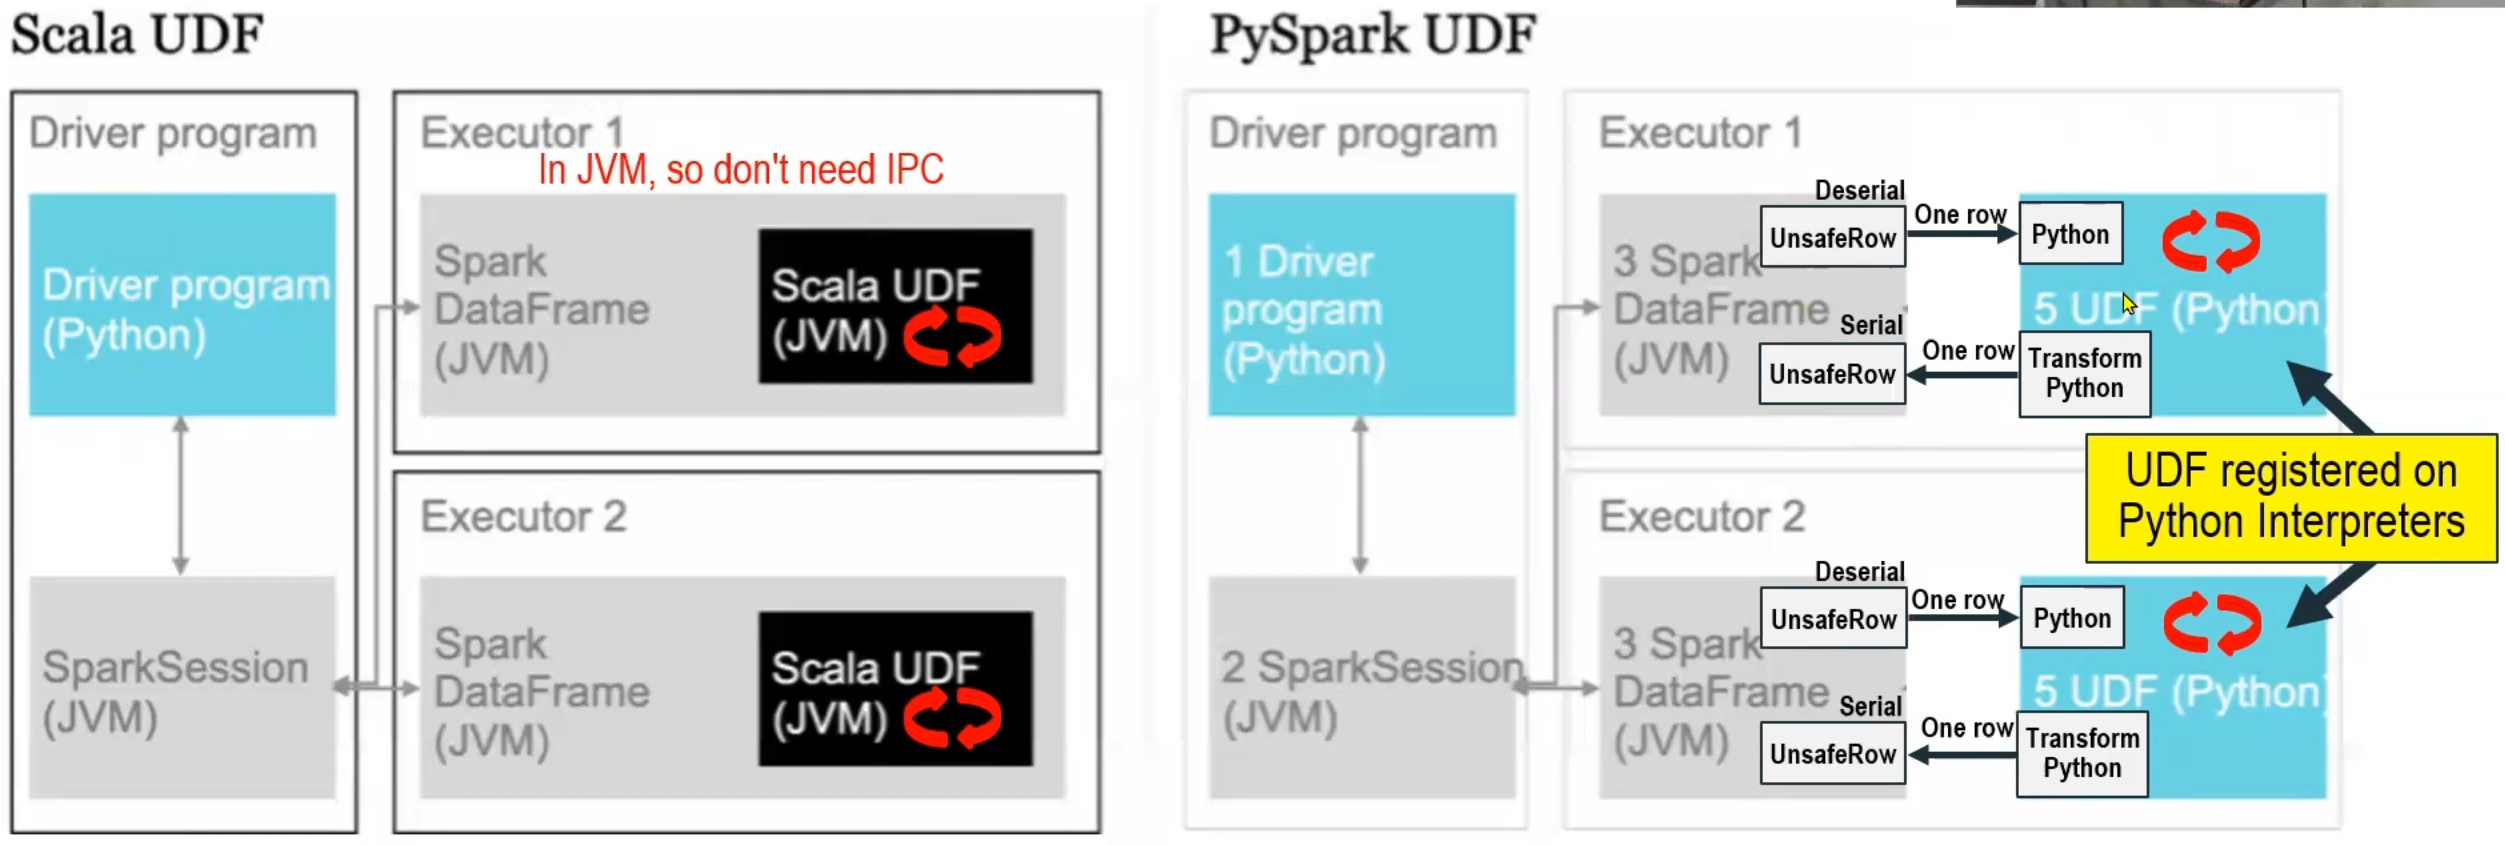 Scala UDF
Driver program
Driver program
(Python)
SparkSession
(JVM)
Executor 1
In JVM, so don't need IPC
Spark
DataFrame
(JVM)
Scala UDF
(JVM)
Executor 2
Spark
DataFrame
(JVM)
Scala UDF
(JVM)
PySpark UDF
Driver program
1 Driver
program
(Python)
2 SparkSession
(JVM)
Executor 1
3 Spark
DataFrame
(JVM)
Deserial
UnsafeRow
One row
Python
5 UDF (Python)
Serial
UnsafeRow
One row
Transform
Python
UDF registered on
Python Interpreters
Executor 2
3 Spark
DataFrame
(JVM)
Deserial
UnsafeRow
One row
Python
5 UDF (Python)
Serial
UnsafeRow
One row
Transform
Python